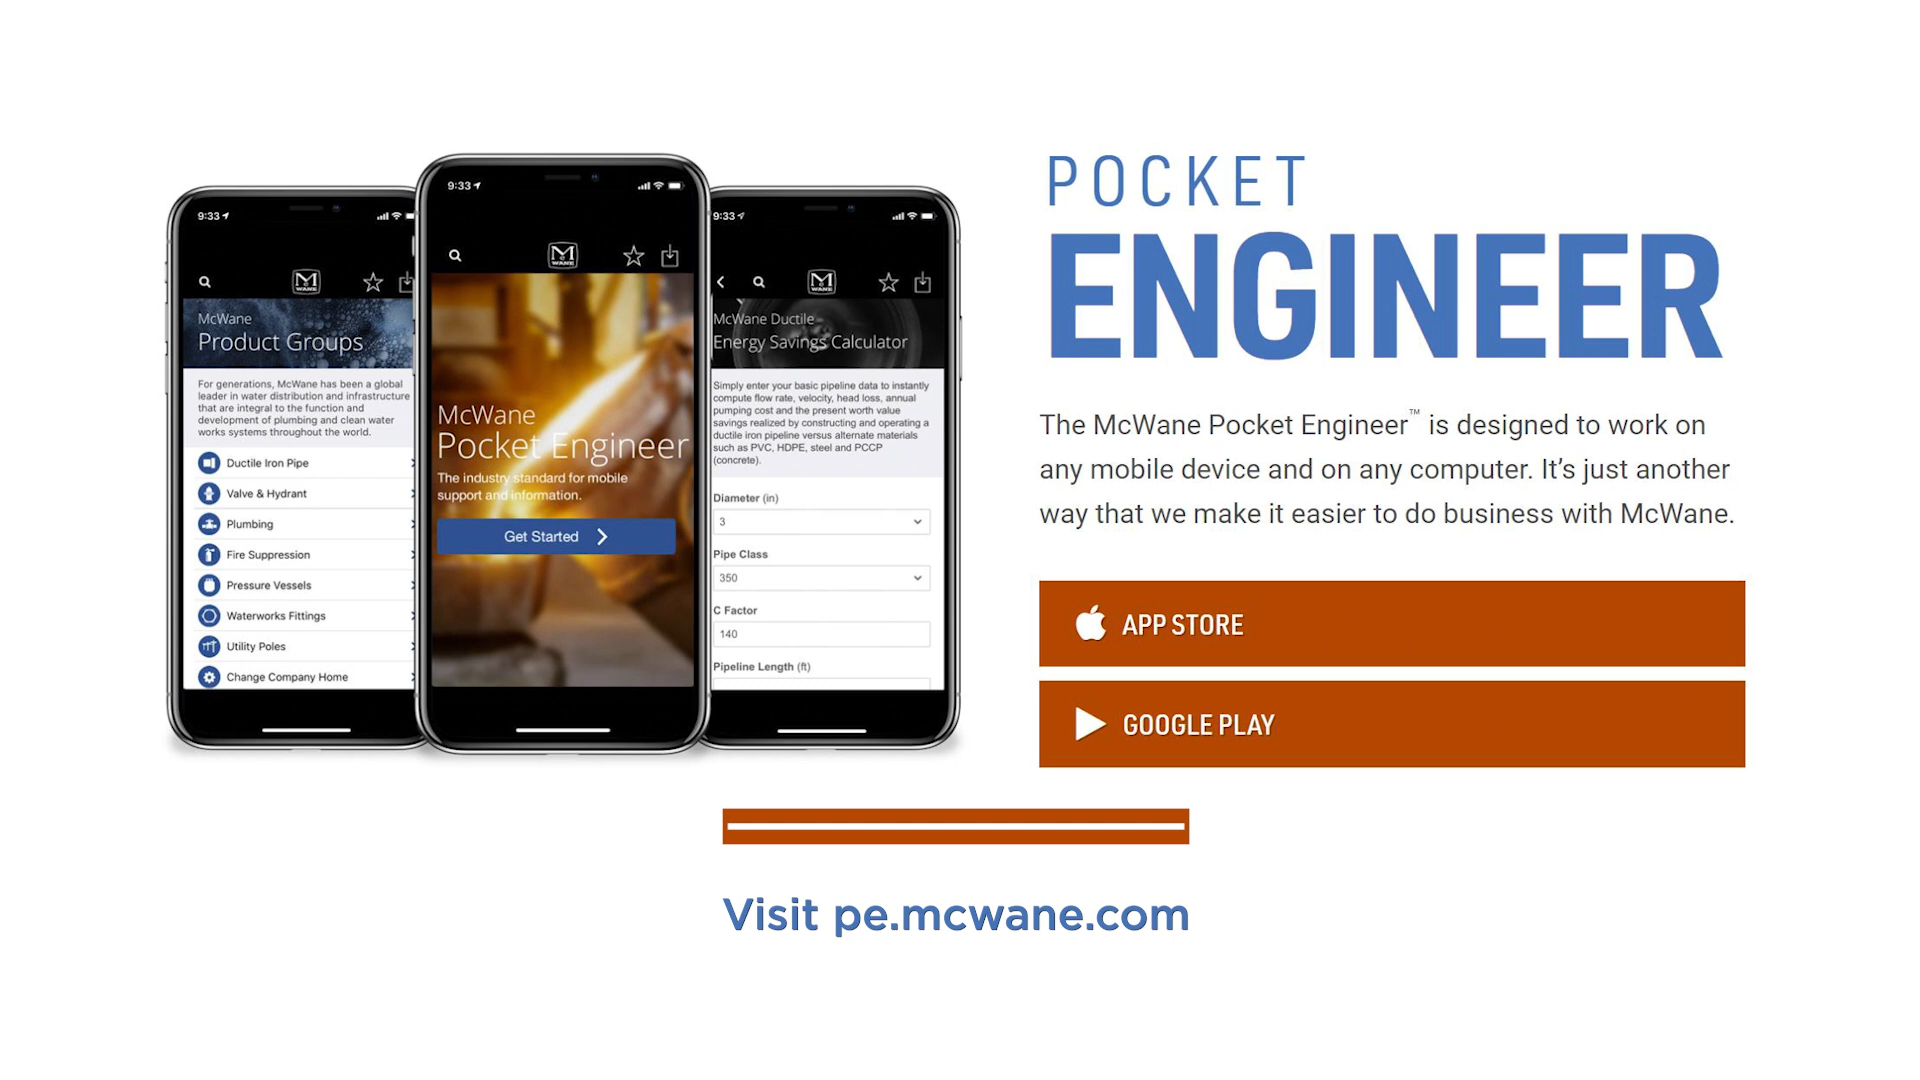 9:33
McWane
Product Groups
For generations, McWane has been a global
leader in water distribution and infrastructure
that are integral to the function and
development of plumbing and clean water
works systems throughout the world.
Ductile Iron Pipe
Valve & Hydrant
Plumbing
Fire Suppression
Pressure Vessels
Waterworks Fittings
Utility Poles
Change Company Home
9:33
McWane
Pocket Engineer
The industry standard for mobile
support and information.
Get Started
9:33
McWane Ductile
Energy Savings Calculator
Simply enter your basic pipeline data to instantly
compute flow rate, velocity, head loss, annual
pumping cost and the present worth value
savings realized by constructing and operating a
ductile iron pipeline versus alternate materials
such as PVC, HDPE, steel and PCCP
(concrete).
Diameter (in)
3
Pipe Class
350
C Factor
140
Pipeline Length (ft)
POCKET
ENGINEER
The McWane Pocket Engineer™ is designed to work on
any mobile device and on any computer. It's just another
way that we make it easier to do business with McWane.
APP STORE
GOOGLE PLAY
Visit pe.mcwane.com